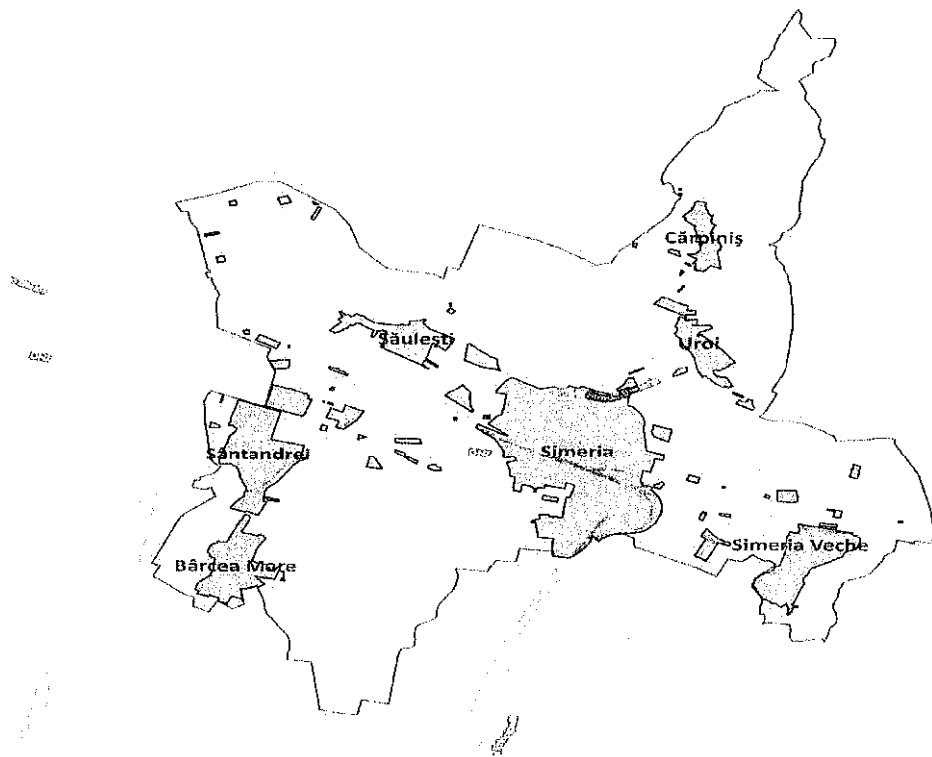 Cărpiniș
Uroi
Săulești
Simeria
Sântandrei
Simeria Veche
Bârcea Mare